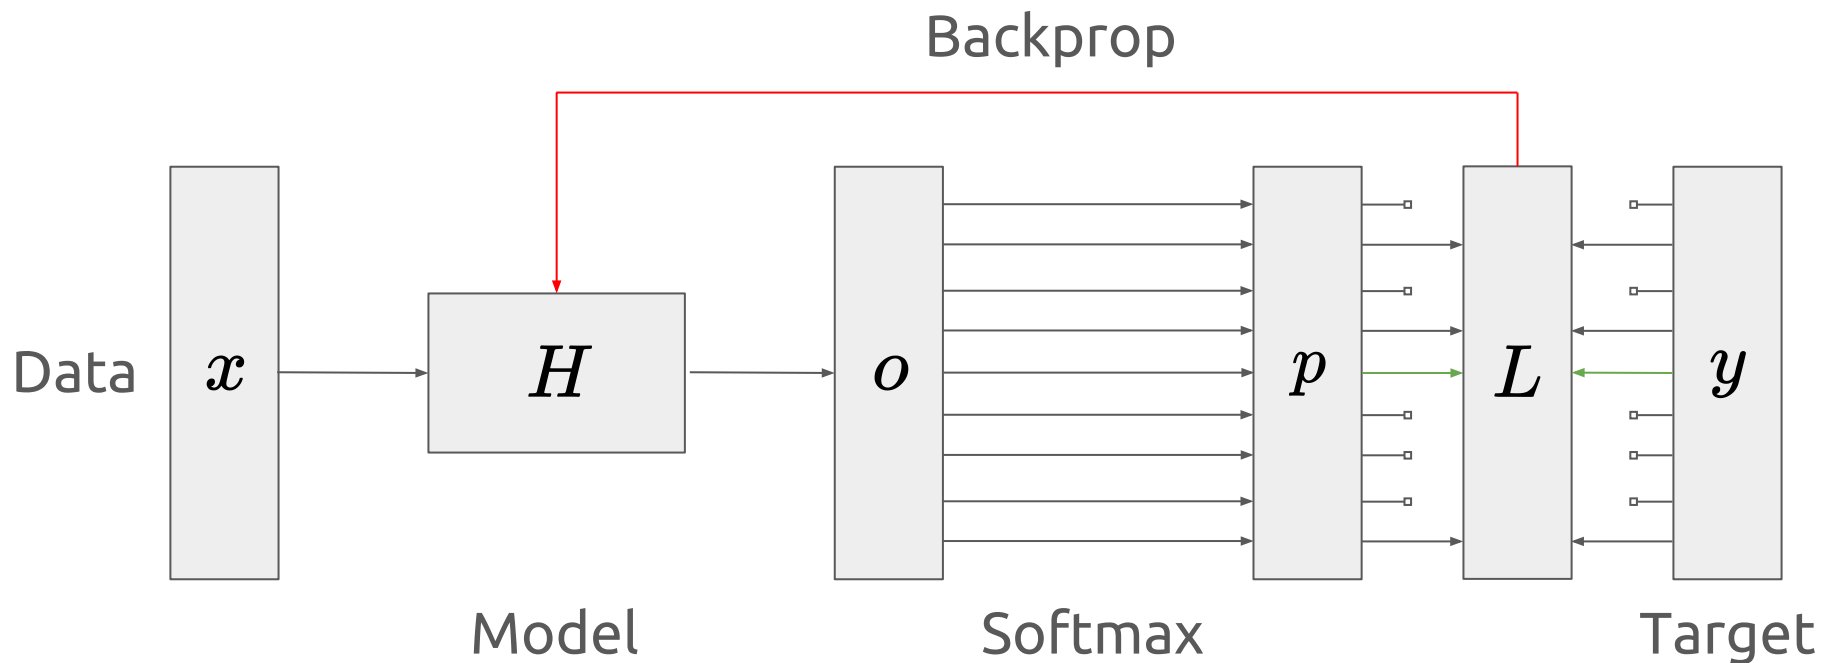 Backprop
Data
x
H
o
p
L
y
Model
Softmax
Target